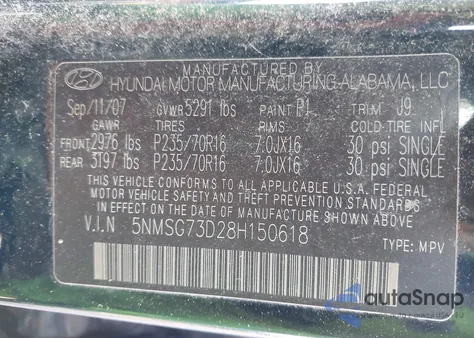 MANUFACTURED BY
HYUNDAI MOTOR MANUFACTURING ALABAMA, LLC
Sep/11/07 GVWR 5291 lbs PAINT P1 TRIM J9
GAWR TIRES RIMS COLD TIRE INFL
FRONT 2976 lbs P235/70R16 7.0JX16 30 psi SINGLE
REAR 3197 lbs P235/70R16 7.0JX16 30 psi SINGLE
THIS VEHICLE CONFORMS TO ALL APPLICABLE U.S.A. FEDERAL
MOTOR VEHICLE SAFETY AND THEFT PREVENTION STANDARDS
IN EFFECT ON THE DATE OF MANUFACTURE SHOWN ABOVE
V.I.N 5NMSG73D28H150618
TYPE: MPV
autoSnap